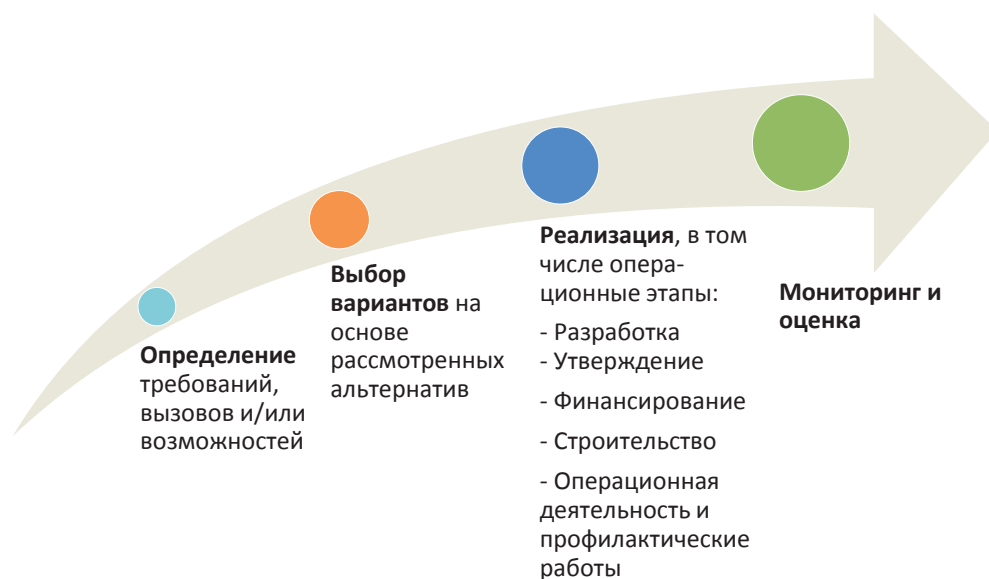 Определение
требований,
вызовов и/или
возможностей
Выбор
вариантов на
основе
рассмотренных
альтернатив
Реализация, в том
числе опера-
ционные этапы:
- Разработка
- Утверждение
- Финансирование
- Строительство
- Операционная
деятельность и
профилактические
работы
Мониторинг и
оценка